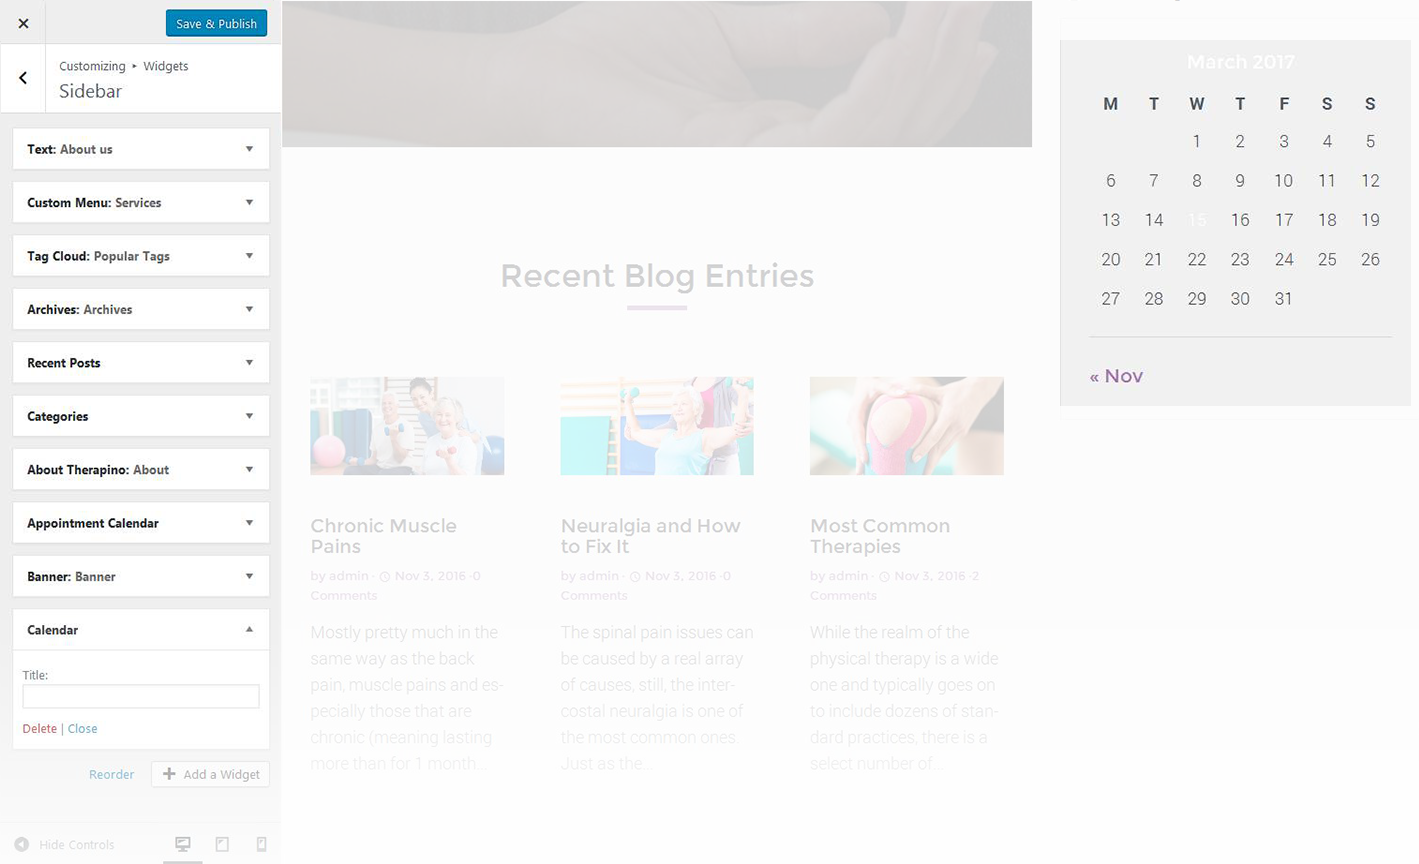 Save & Publish
Customizing ▸ Widgets
Sidebar
Text: About us
Custom Menu: Services
Tag Cloud: Popular Tags
Archives: Archives
Recent Posts
Categories
About Therapino: About
Appointment Calendar
Banner: Banner
Calendar
Title:
Delete | Close
Reorder
Add a Widget
Hide Controls
Recent Blog Entries
Chronic Muscle
Pains
by admin · Nov 3, 2016 ·0
Comments
Mostly pretty much in the
same way as the back
pain, muscle pains and es-
pecially those that are
chronic (meaning lasting
more than for 1 month...
Neuralgia and How
to Fix It
by admin · Nov 3, 2016 ·0
Comments
The spinal pain issues can
be caused by a real array
of causes, still, the inter-
costal neuralgia is one of
the most common ones.
Just as the...
Most Common
Therapies
by admin · Nov 3, 2016 ·2
Comments
While the realm of the
physical therapy is a wide
one and typically goes on
to include dozens of stan-
dard practices, there is a
select number of...
March 2017
M T W T F S S
1 2 3 4 5
6 7 8 9 10 11 12
13 14 15 16 17 18 19
20 21 22 23 24 25 26
27 28 29 30 31
« Nov